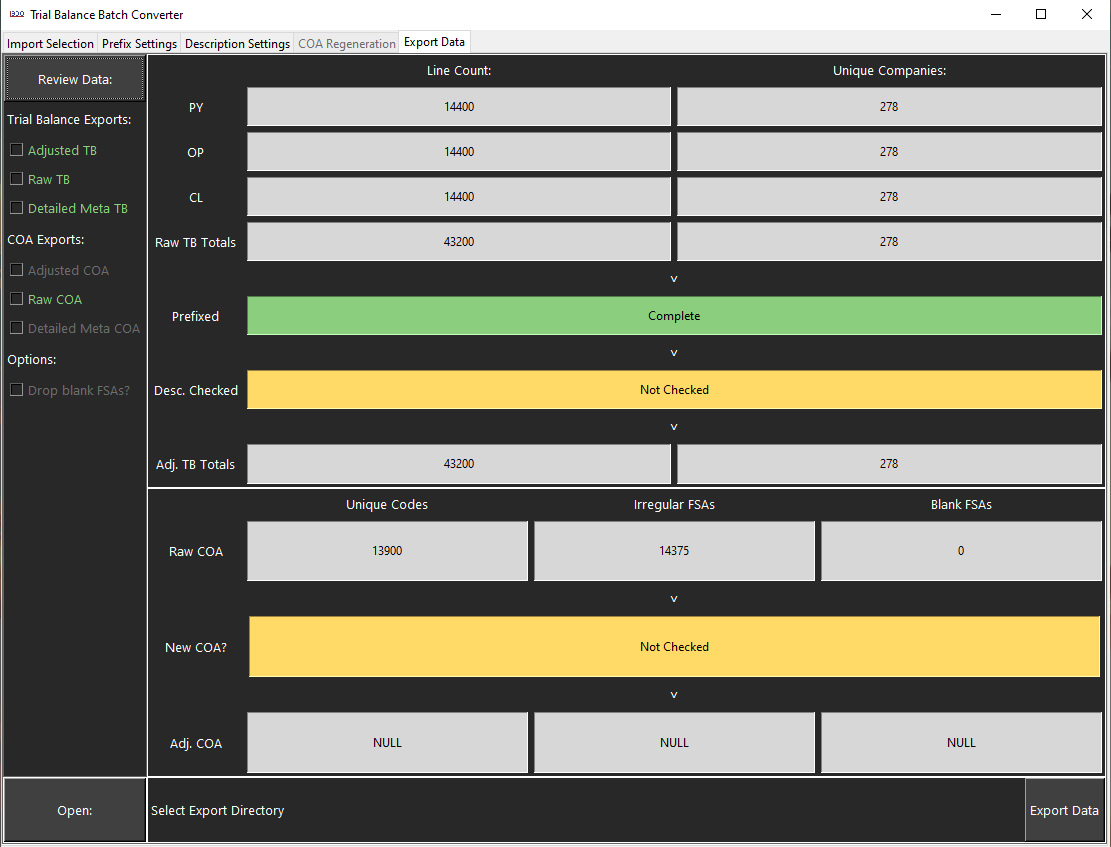 Trial Balance Batch Converter
Import Selection Prefix Settings Description Settings COA Regeneration Export Data
Review Data:
Trial Balance Exports:
Adjusted TB
Raw TB
Detailed Meta TB
COA Exports:
Adjusted COA
Raw COA
Detailed Meta COA
Options:
Drop blank FSAs?
Line Count: Unique Companies:
PY 14400 278
OP 14400 278
CL 14400 278
Raw TB Totals 43200 278
v
Prefixed Complete
v
Desc. Checked Not Checked
v
Adj. TB Totals 43200 278
Unique Codes Irregular FSAs Blank FSAs
Raw COA 13900 14375 0
v
New COA? Not Checked
v
Adj. COA NULL NULL NULL
Open: Select Export Directory Export Data